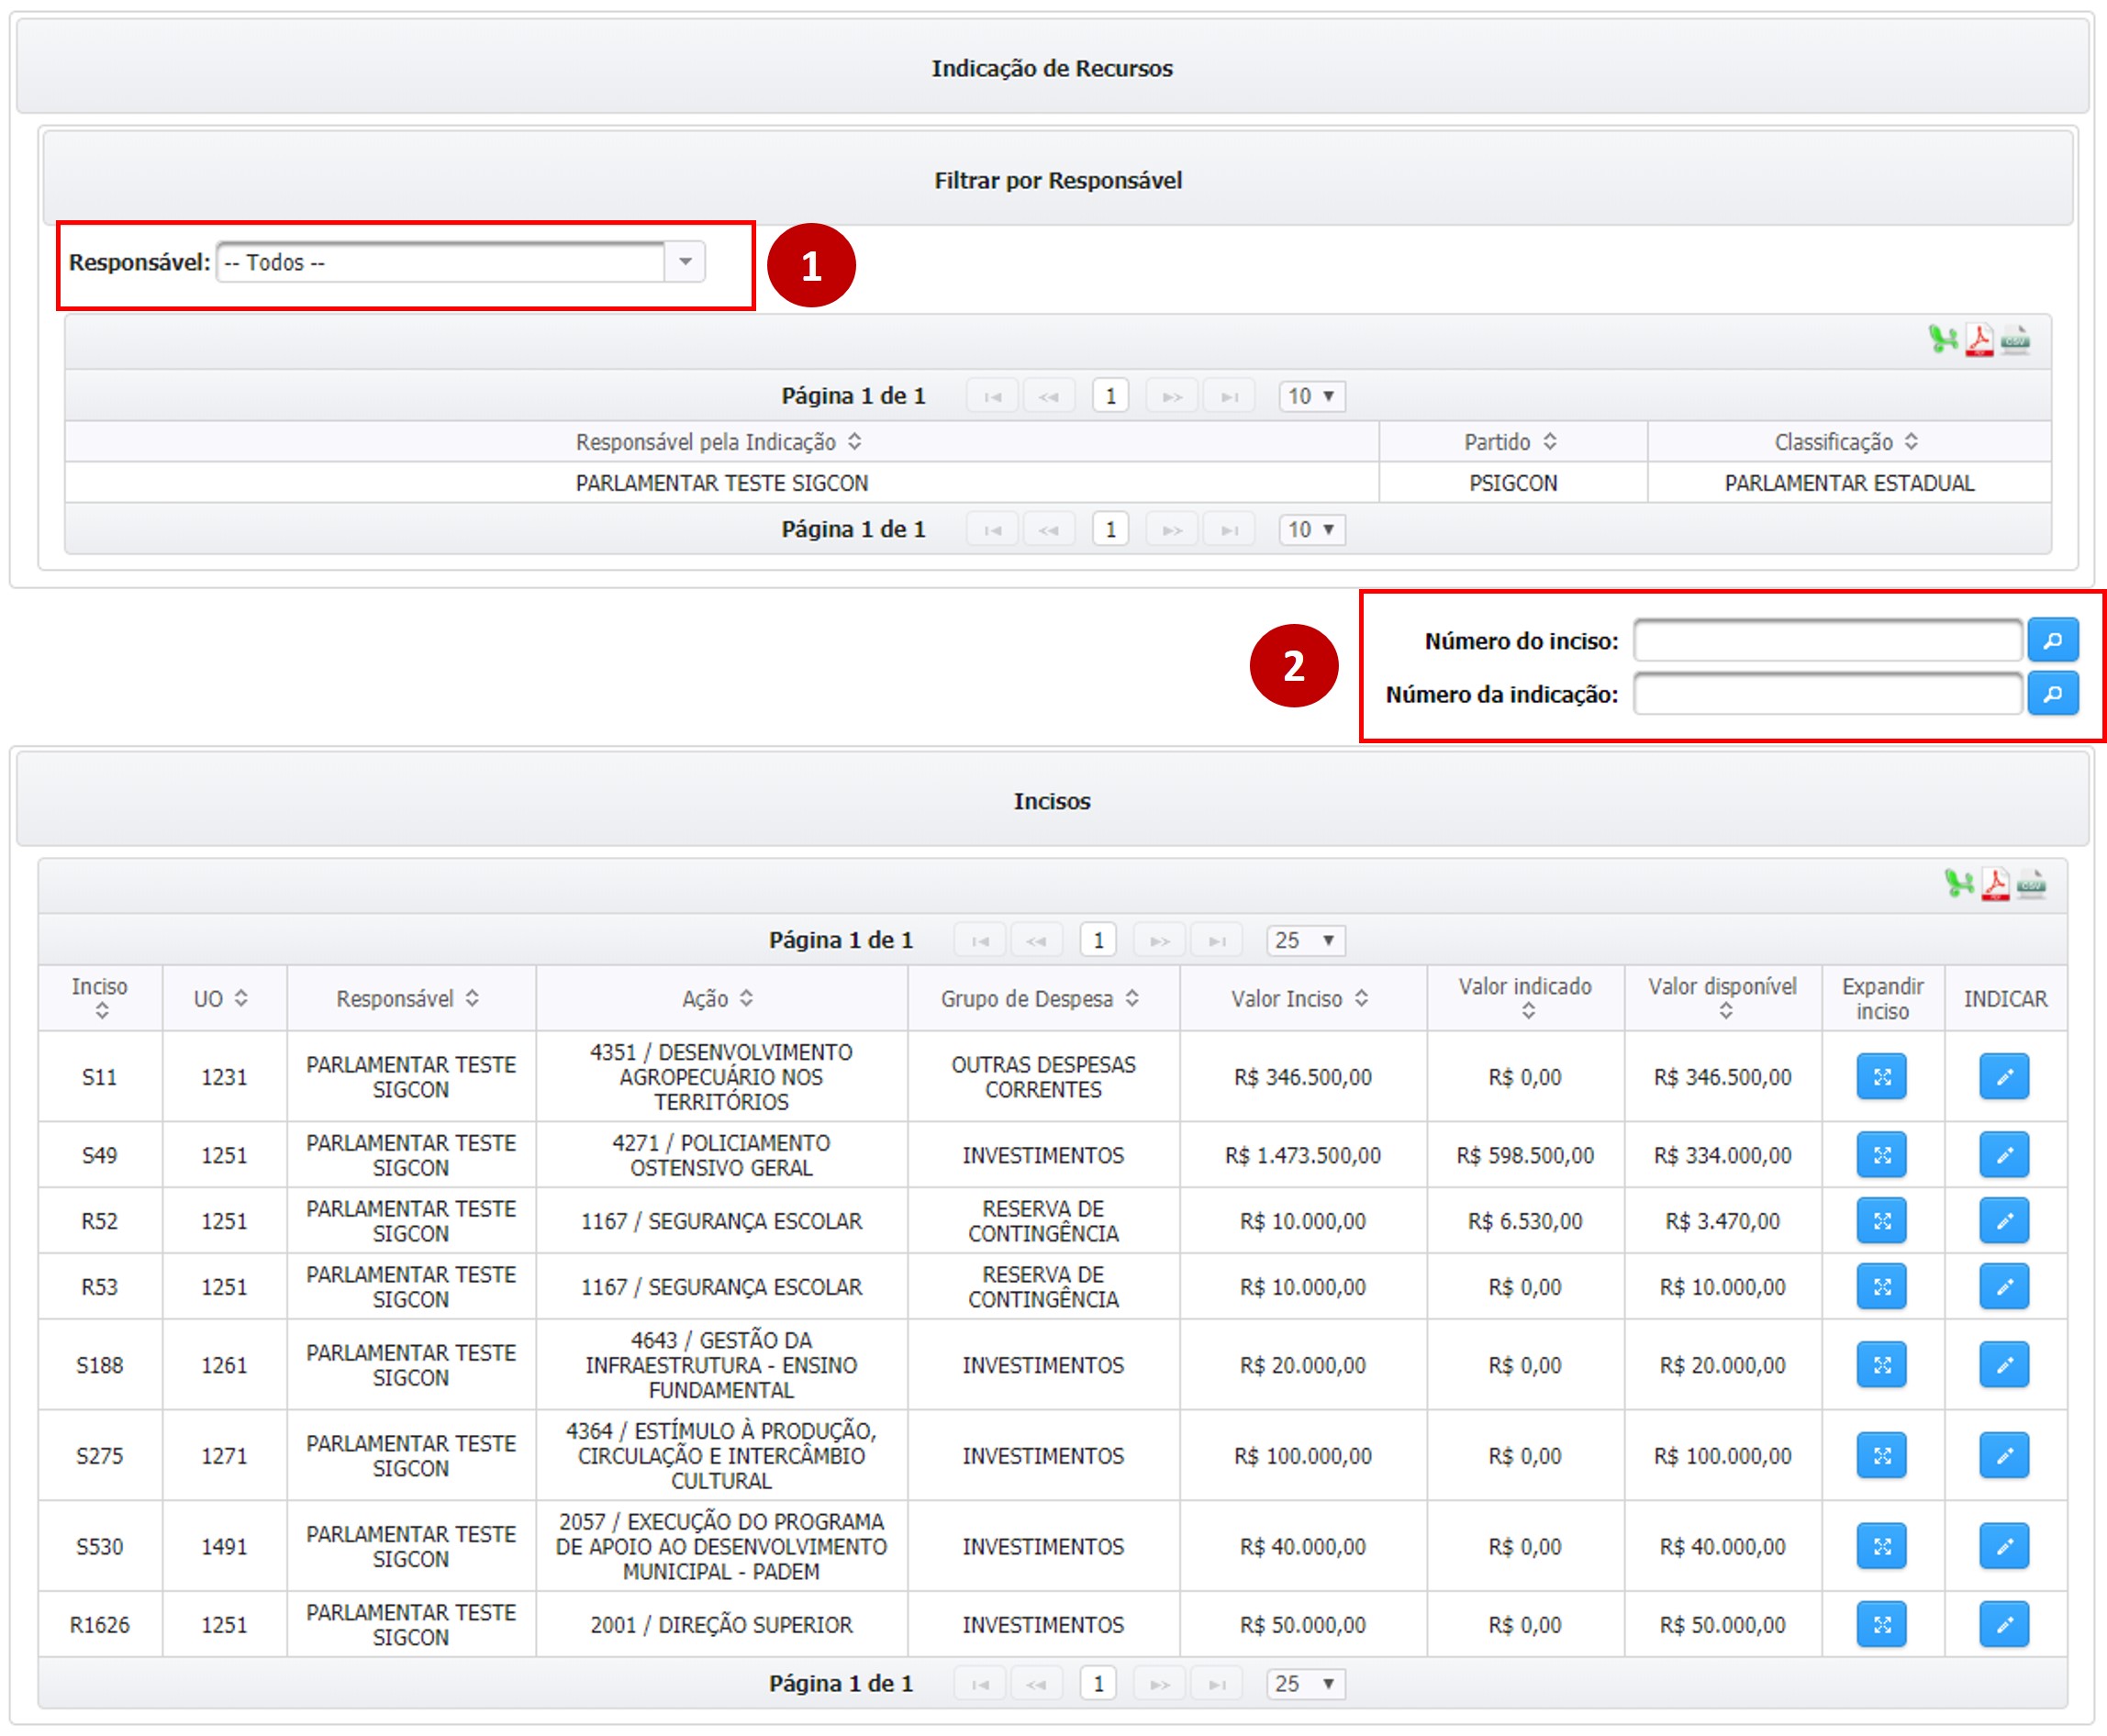 Indicação de Recursos
Filtrar por Responsável
Responsável: -- Todos --
1
Página 1 de 1 1 10
Responsável pela Indicação Partido Classificação
PARLAMENTAR TESTE SIGCON PSIGCON PARLAMENTAR ESTADUAL
Página 1 de 1 1 10
2
Número do inciso:
Número da indicação:
Incisos
Página 1 de 1 1 25
Inciso UO Responsável Ação Grupo de Despesa Valor Inciso Valor indicado Valor disponível Expandir inciso INDICAR
S11 1231 PARLAMENTAR TESTE SIGCON 4351 / DESENVOLVIMENTO AGROPECUÁRIO NOS TERRITÓRIOS OUTRAS DESPESAS CORRENTES R$ 346.500,00 R$ 0,00 R$ 346.500,00
S49 1251 PARLAMENTAR TESTE SIGCON 4271 / POLICIAMENTO OSTENSIVO GERAL INVESTIMENTOS R$ 1.473.500,00 R$ 598.500,00 R$ 334.000,00
R52 1251 PARLAMENTAR TESTE SIGCON 1167 / SEGURANÇA ESCOLAR RESERVA DE CONTINGÊNCIA R$ 10.000,00 R$ 6.530,00 R$ 3.470,00
R53 1251 PARLAMENTAR TESTE SIGCON 1167 / SEGURANÇA ESCOLAR RESERVA DE CONTINGÊNCIA R$ 10.000,00 R$ 0,00 R$ 10.000,00
S188 1261 PARLAMENTAR TESTE SIGCON 4643 / GESTÃO DA INFRAESTRUTURA - ENSINO FUNDAMENTAL INVESTIMENTOS R$ 20.000,00 R$ 0,00 R$ 20.000,00
S275 1271 PARLAMENTAR TESTE SIGCON 4364 / ESTÍMULO À PRODUÇÃO, CIRCULAÇÃO E INTERCÂMBIO CULTURAL INVESTIMENTOS R$ 100.000,00 R$ 0,00 R$ 100.000,00
S530 1491 PARLAMENTAR TESTE SIGCON 2057 / EXECUÇÃO DO PROGRAMA DE APOIO AO DESENVOLVIMENTO MUNICIPAL - PADEM INVESTIMENTOS R$ 40.000,00 R$ 0,00 R$ 40.000,00
R1626 1251 PARLAMENTAR TESTE SIGCON 2001 / DIREÇÃO SUPERIOR INVESTIMENTOS R$ 50.000,00 R$ 0,00 R$ 50.000,00
Página 1 de 1 1 25